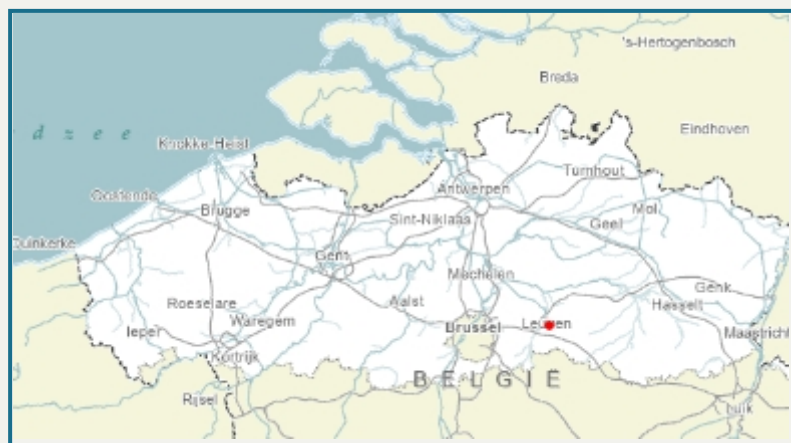 's-Hertogenbosch
Breda
d z e e
Eindhoven
Knokke-Heist
Turnhout
Oostende
Antwerpen
Mol
Brugge
Sint-Niklaas
Geel
Duinkerke
Gent
Mechelen
Genk
Roeselare
Aalst
Hasselt
Waregem
Brussel
Leuven
Ieper
Maastricht
Kortrijk
BELGIË
Rijsel
Luik